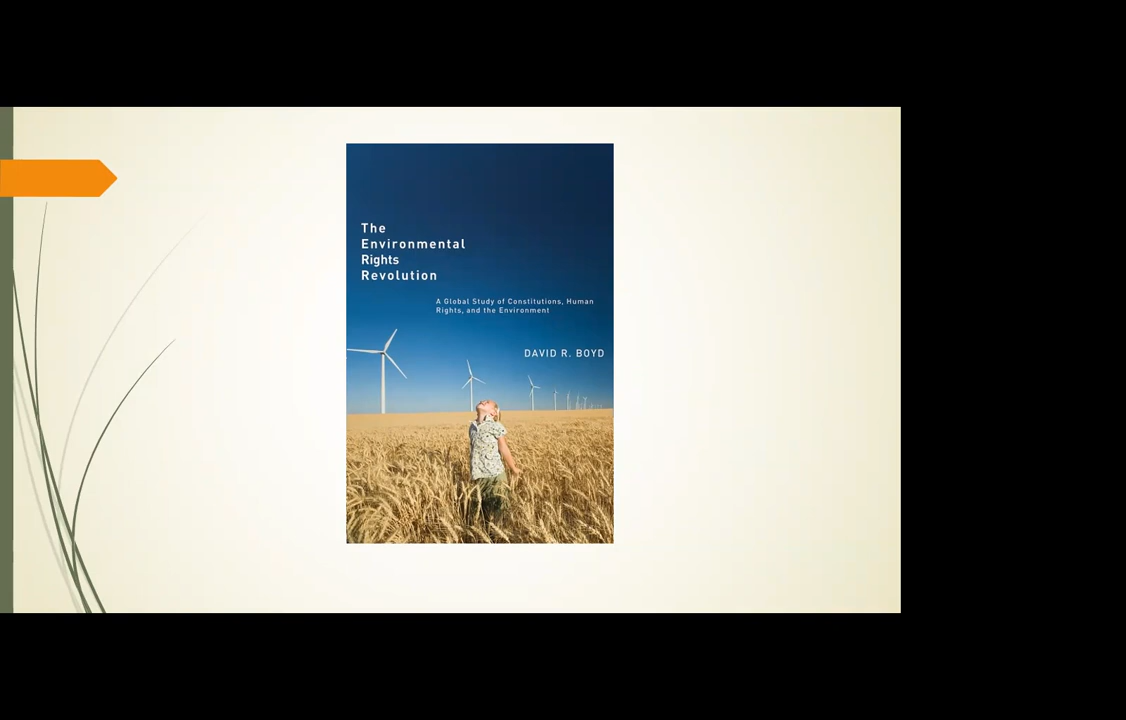 The
Environmental
Rights
Revolution
A Global Study of Constitutions, Human
Rights, and the Environment
DAVID R. BOYD